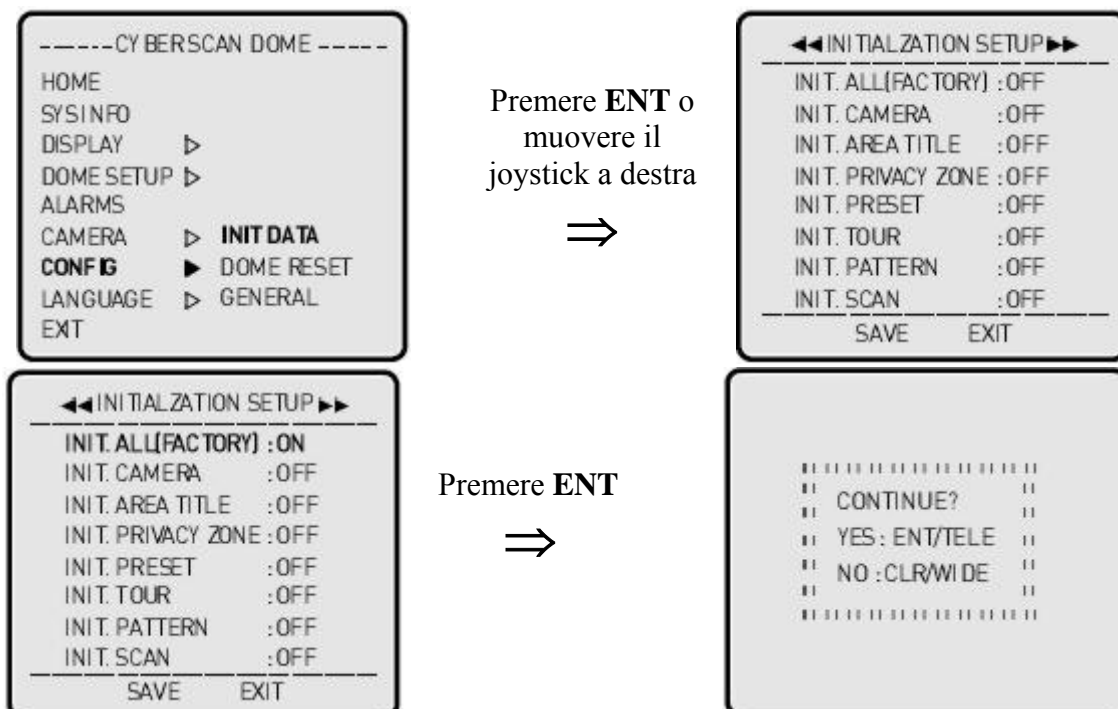 ------CYBERSCAN DOME -----
HOME
SYSINFO
DISPLAY ▷
DOME SETUP ▷
ALARMS
CAMERA ▷ INIT DATA
CONFIG ► DOME RESET
LANGUAGE ▷ GENERAL
EXIT
Premere ENT o
muovere il
joystick a destra
⇒
◄◄INITIALZATION SETUP►►
INIT. ALL(FACTORY) :OFF
INIT. CAMERA :OFF
INIT. AREA TITLE :OFF
INIT. PRIVACY ZONE :OFF
INIT. PRESET :OFF
INIT. TOUR :OFF
INIT. PATTERN :OFF
INIT. SCAN :OFF
SAVE EXIT
◄◄INITIALZATION SETUP►►
INIT. ALL(FACTORY) :ON
INIT. CAMERA :OFF
INIT. AREA TITLE :OFF
INIT. PRIVACY ZONE :OFF
INIT. PRESET :OFF
INIT. TOUR :OFF
INIT. PATTERN :OFF
INIT. SCAN :OFF
SAVE EXIT
Premere ENT
⇒
CONTINUE?
YES : ENT/TELE
NO :CLR/WIDE